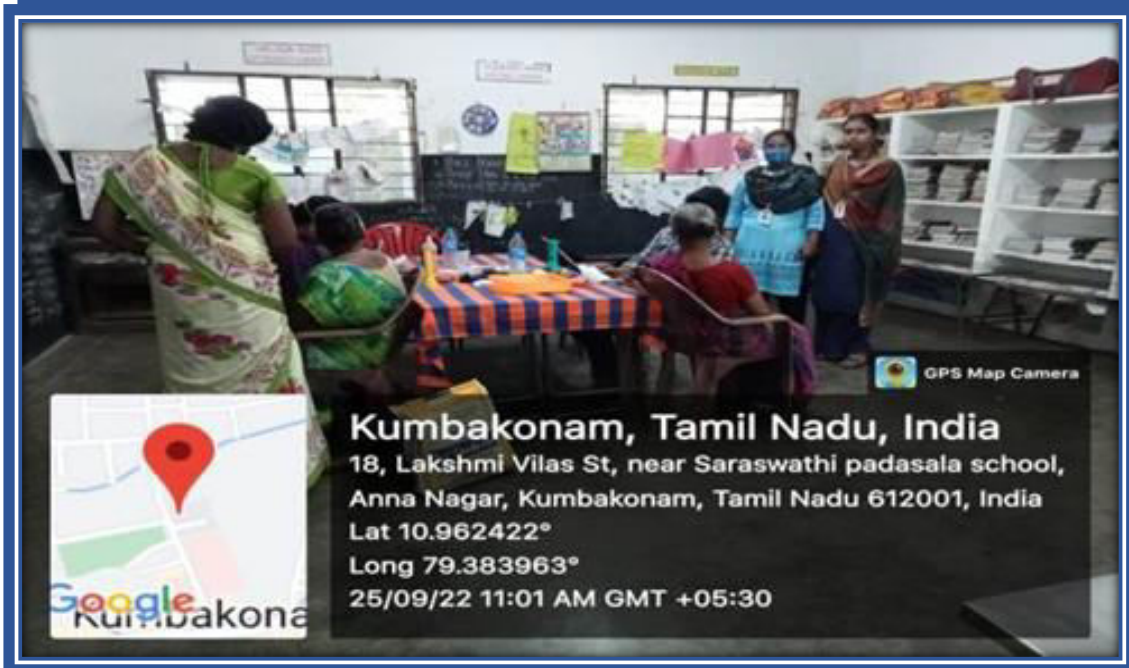 GPS Map Camera
Kumbakonam, Tamil Nadu, India
18, Lakshmi Vilas St, near Saraswathi padasala school,
Anna Nagar, Kumbakonam, Tamil Nadu 612001, India
Lat 10.962422°
Long 79.383963°
25/09/22 11:01 AM GMT +05:30
Google
Kumbakona